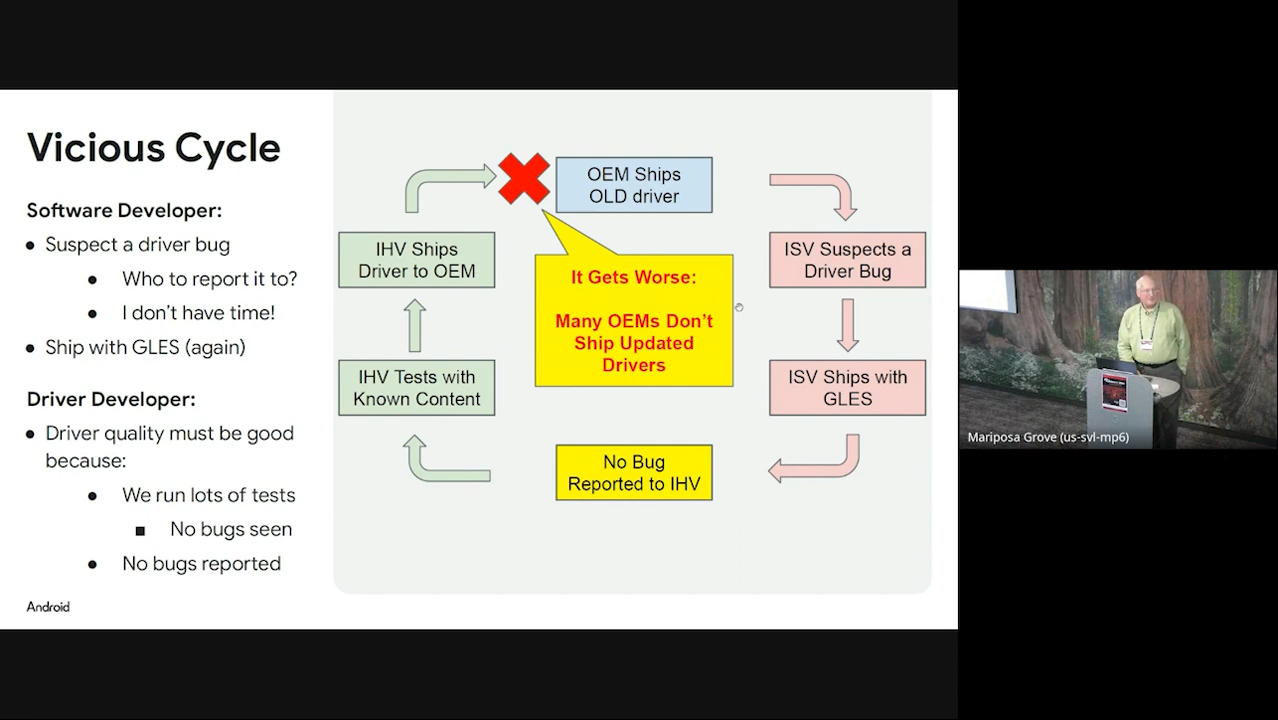 Vicious Cycle
Software Developer:
● Suspect a driver bug
● Who to report it to?
● I don't have time!
● Ship with GLES (again)
Driver Developer:
● Driver quality must be good
because:
● We run lots of tests
■ No bugs seen
● No bugs reported
Android
OEM Ships
OLD driver
IHV Ships
Driver to OEM
ISV Suspects a
Driver Bug
It Gets Worse:
Many OEMs Don't
Ship Updated
Drivers
IHV Tests with
Known Content
ISV Ships with
GLES
No Bug
Reported to IHV
Mariposa Grove (us-svl-mp6)